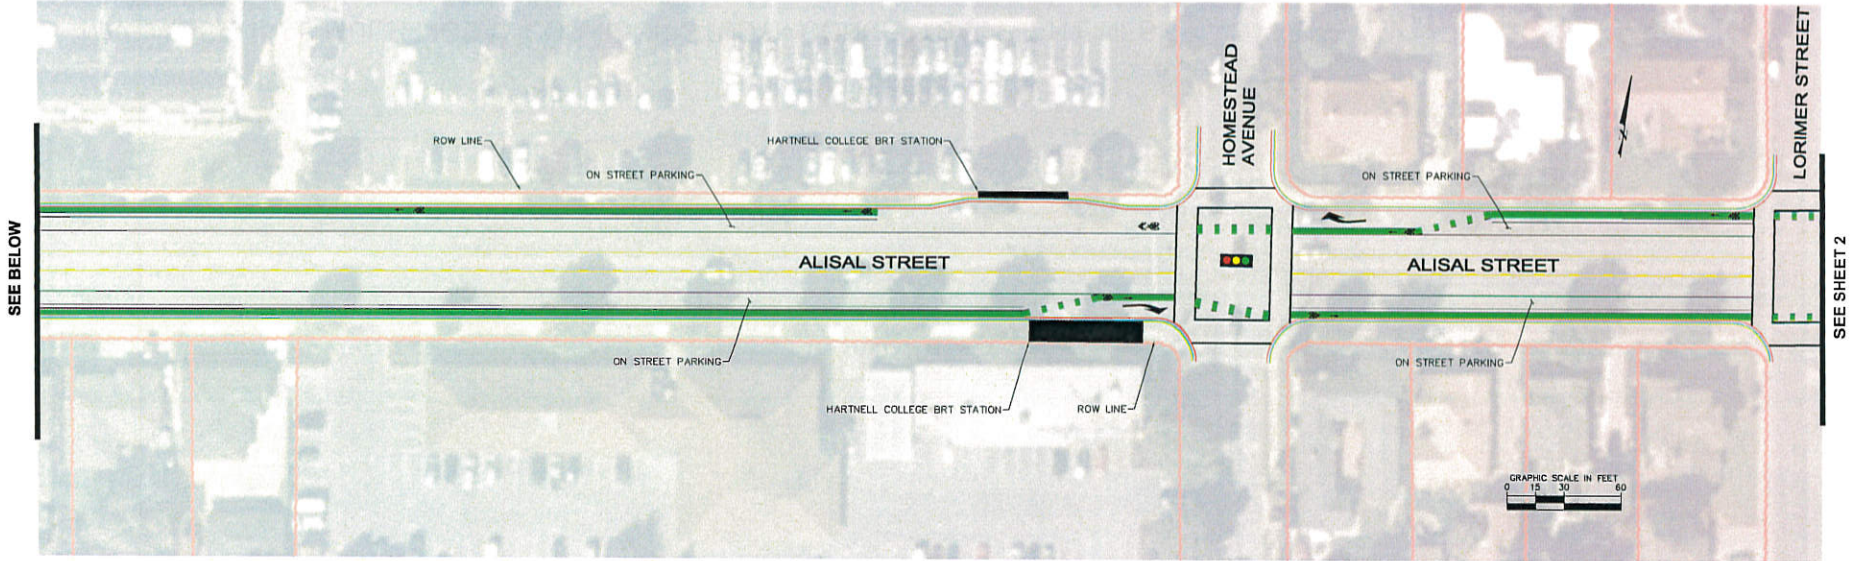 HOMESTEAD
AVENUE
LORIMER STREET
ROW LINE
HARTNELL COLLEGE BRT STATION
ON STREET PARKING
ON STREET PARKING
SEE BELOW
ALISAL STREET
ALISAL STREET
SEE SHEET 2
ON STREET PARKING
ON STREET PARKING
HARTNELL COLLEGE BRT STATION
ROW LINE
GRAPHIC SCALE IN FEET
0 15 30 60